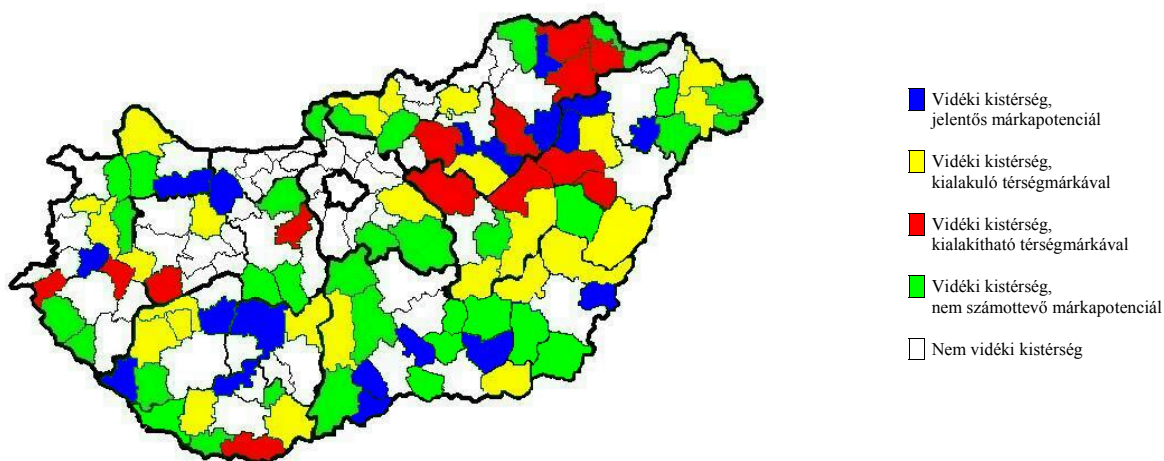 Vidéki kistérség,
jelentős márkapotenciál
Vidéki kistérség,
kialakuló térségmárkával
Vidéki kistérség,
kialakítható térségmárkával
Vidéki kistérség,
nem számottevő márkapotenciál
Nem vidéki kistérség